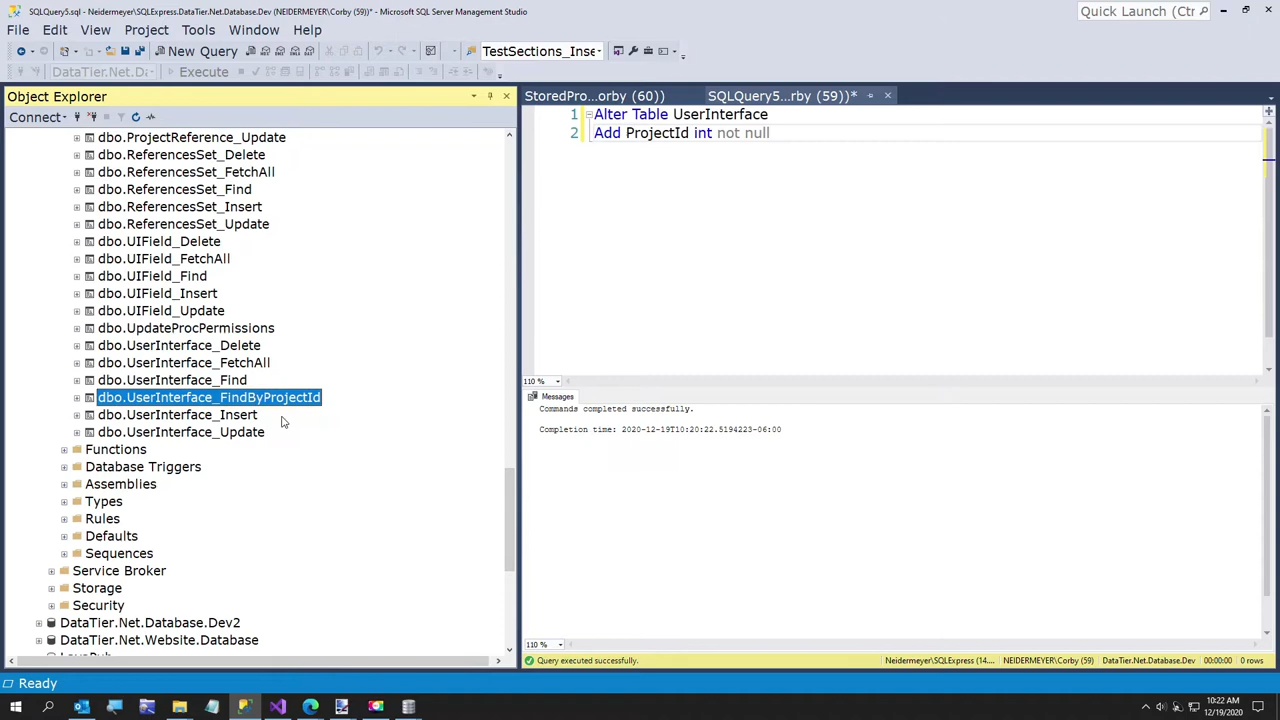 SQLQuery5.sql - Neidermeyer\SQLExpress.DataTier.Net.Database.Dev (NEIDERMEYER\Corby (59))* - Microsoft SQL Server Management Studio
Quick Launch (Ctr
File Edit View Project Tools Window Help
New Query
TestSections_Inse
DataTier.Net.Da
Execute
Object Explorer
StoredPro...orby (60))
SQLQuery5...rby (59))*
Connect
1 Alter Table UserInterface
2 Add ProjectId int not null
dbo.ProjectReference_Update
dbo.ReferencesSet_Delete
dbo.ReferencesSet_FetchAll
dbo.ReferencesSet_Find
dbo.ReferencesSet_Insert
dbo.ReferencesSet_Update
dbo.UIField_Delete
dbo.UIField_FetchAll
dbo.UIField_Find
dbo.UIField_Insert
dbo.UIField_Update
dbo.UpdateProcPermissions
dbo.UserInterface_Delete
dbo.UserInterface_FetchAll
dbo.UserInterface_Find
dbo.UserInterface_FindByProjectId
dbo.UserInterface_Insert
dbo.UserInterface_Update
Functions
Database Triggers
Assemblies
Types
Rules
Defaults
Sequences
Service Broker
Storage
Security
DataTier.Net.Database.Dev2
DataTier.Net.Website.Database
110 %
Messages
Commands completed successfully.
Completion time: 2020-12-19T10:20:22.5194223-06:00
110 %
Query executed successfully.
Neidermeyer\SQLExpress (14....
NEIDERMEYER\Corby (59)
DataTier.Net.Database.Dev
00:00:00
0 rows
Ready
10:22 AM
12/19/2020